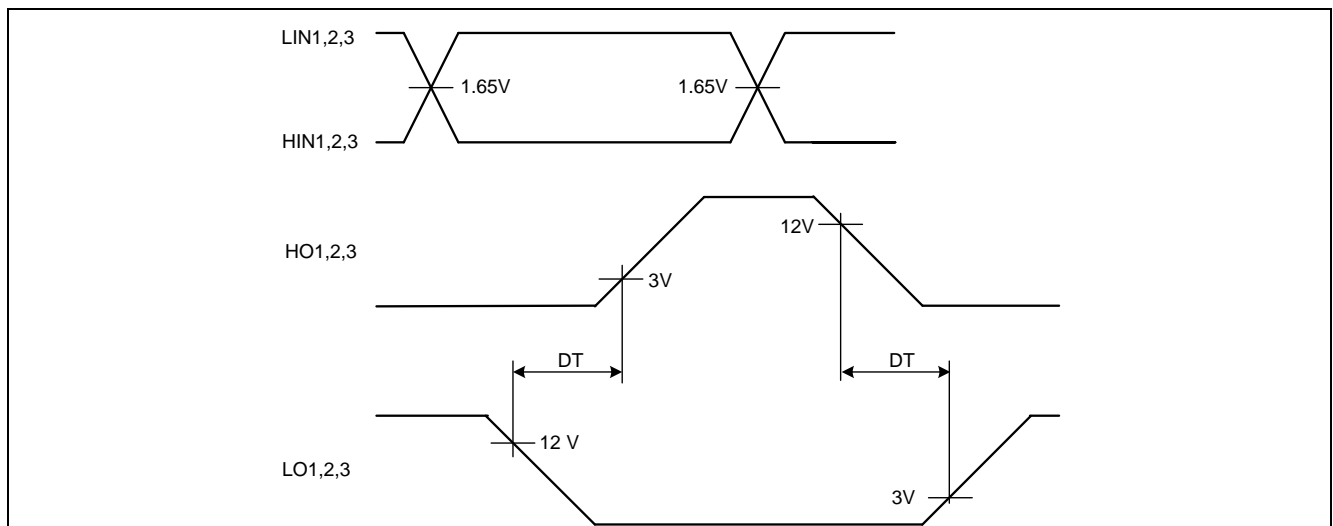 LIN1,2,3
1.65V
1.65V
HIN1,2,3
12V
HO1,2,3
3V
DT
DT
12 V
LO1,2,3
3V